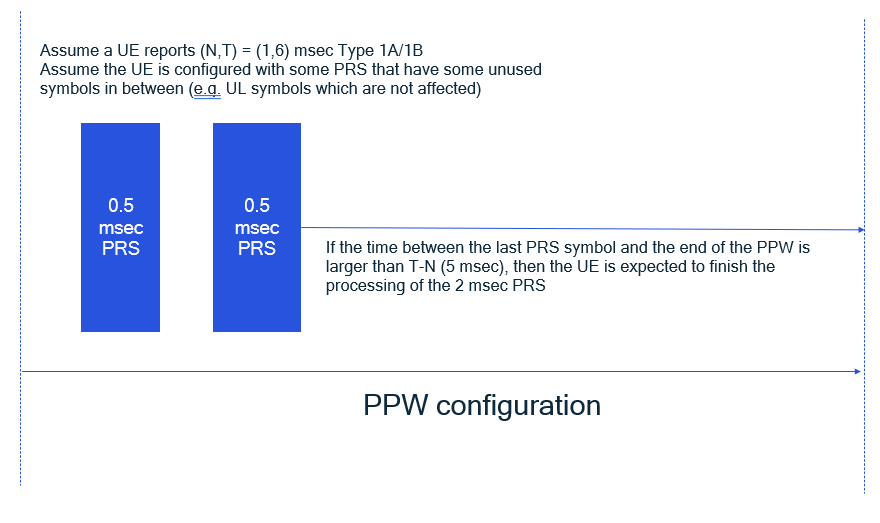 Assume a UE reports (N,T) = (1,6) msec Type 1A/1B
Assume the UE is configured with some PRS that have some unused
symbols in between (e.g. UL symbols which are not affected)
0.5
msec
PRS
0.5
msec
PRS
If the time between the last PRS symbol and the end of the PPW is
larger than T-N (5 msec), then the UE is expected to finish the
processing of the 2 msec PRS
PPW configuration